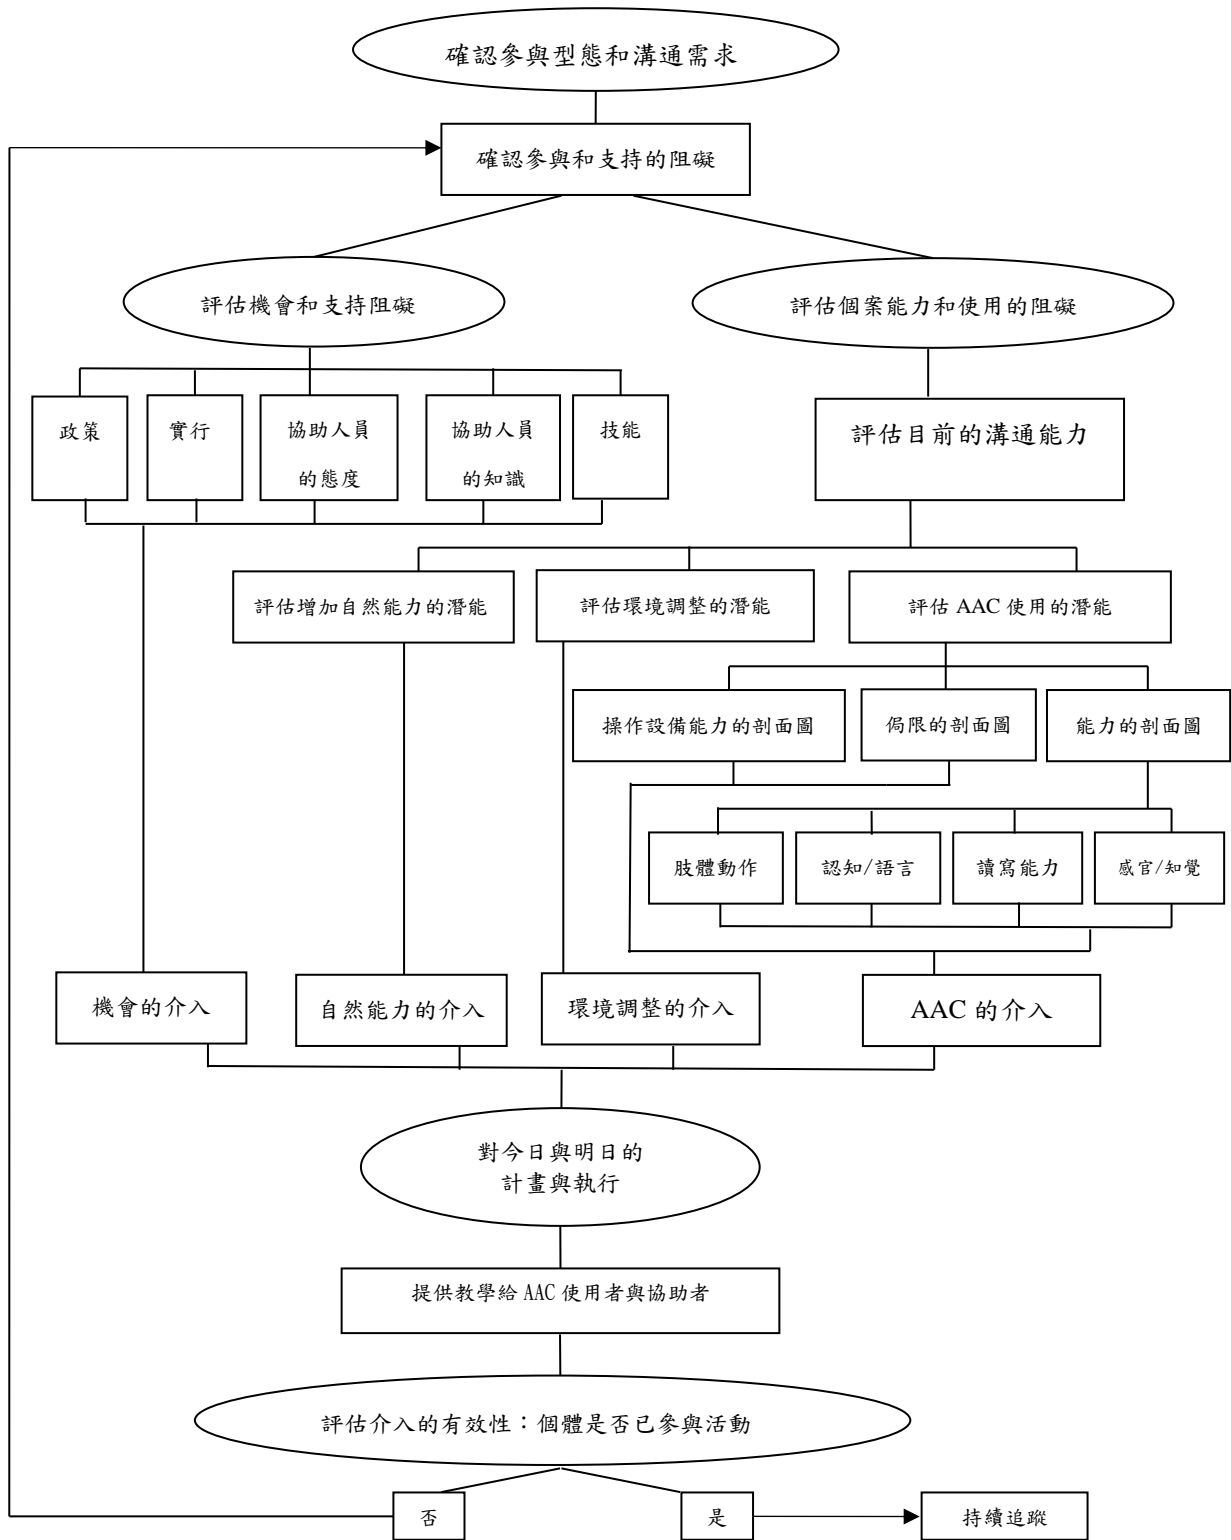 確認參與型態和溝通需求
確認參與和支持的阻礙
評估機會和支持阻礙
評估個案能力和使用的阻礙
政策
實行
協助人員
的態度
協助人員
的知識
技能
評估目前的溝通能力
評估增加自然能力的潛能
評估環境調整的潛能
評估 AAC 使用的潛能
操作設備能力的剖面圖
侷限的剖面圖
能力的剖面圖
肢體動作
認知/語言
讀寫能力
感官/知覺
機會的介入
自然能力的介入
環境調整的介入
AAC 的介入
對今日與明日的
計畫與執行
提供教學給 AAC 使用者與協助者
評估介入的有效性：個體是否已參與活動
否
是
持續追蹤